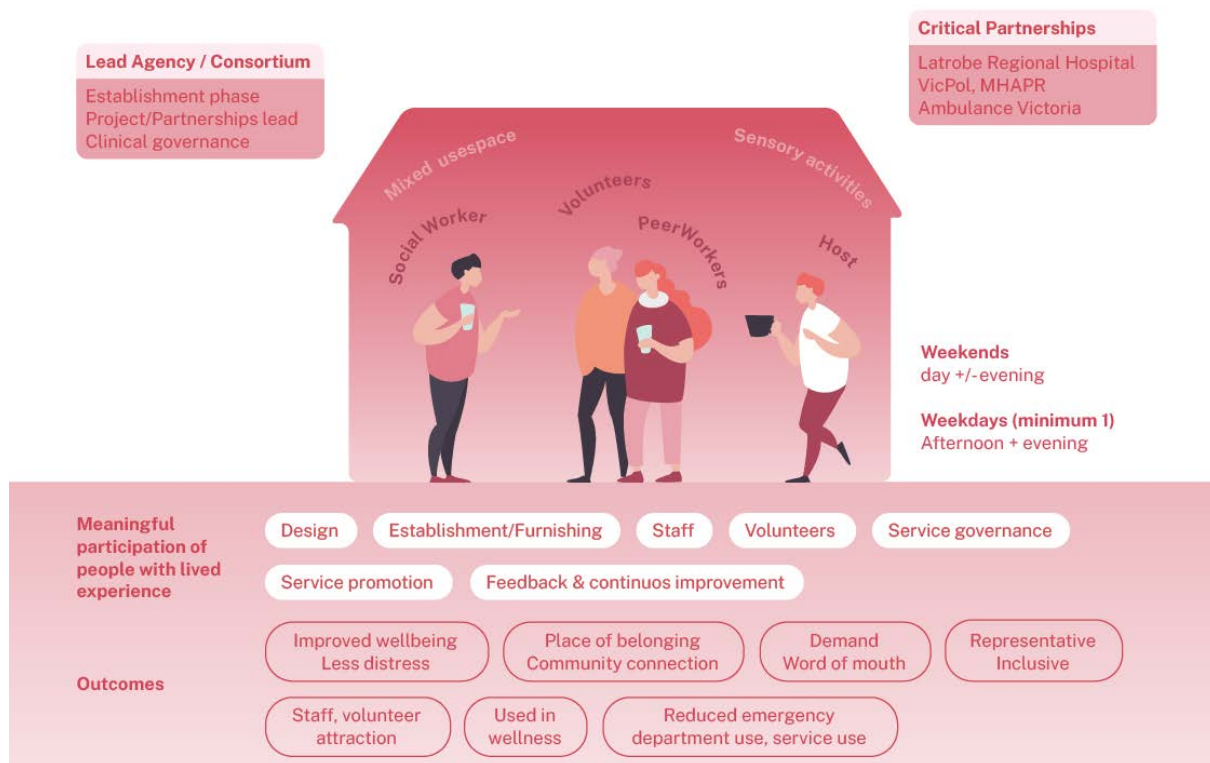 Lead Agency / Consortium
Establishment phase
Project/Partnerships lead
Clinical governance
Critical Partnerships
Latrobe Regional Hospital
VicPol, MHAPR
Ambulance Victoria
Mixed usespace
Sensory activities
Social Worker
Volunteers
PeerWorkers
Host
Weekends
day +/- evening
Weekdays (minimum 1)
Afternoon + evening
Meaningful
participation of
people with lived
experience
Design
Establishment/Furnishing
Staff
Volunteers
Service governance
Service promotion
Feedback & continuos improvement
Outcomes
Improved wellbeing
Less distress
Place of belonging
Community connection
Demand
Word of mouth
Representative
Inclusive
Staff, volunteer
attraction
Used in
wellness
Reduced emergency
department use, service use